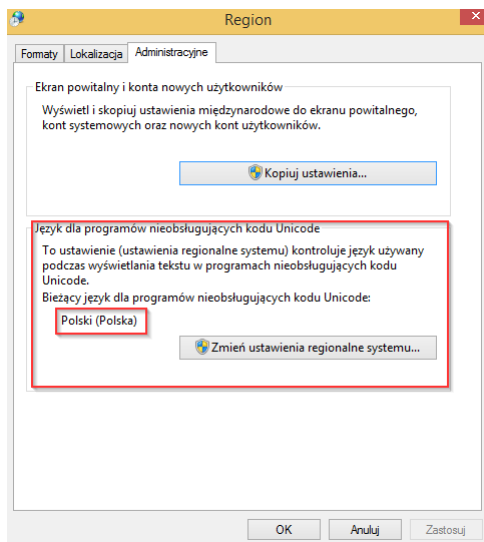 Region
Formaty Lokalizacja Administracyjne
Ekran powitalny i konta nowych użytkowników
Wyświetl i skopiuj ustawienia międzynarodowe do ekranu powitalnego,
kont systemowych oraz nowych kont użytkowników.
Kopiuj ustawienia...
Język dla programów nieobsługujących kodu Unicode
To ustawienie (ustawienia regionalne systemu) kontroluje język używany
podczas wyświetlania tekstu w programach nieobsługujących kodu
Unicode.
Bieżący język dla programów nieobsługujących kodu Unicode:
Polski (Polska)
Zmień ustawienia regionalne systemu...
OK Anuluj Zastosuj